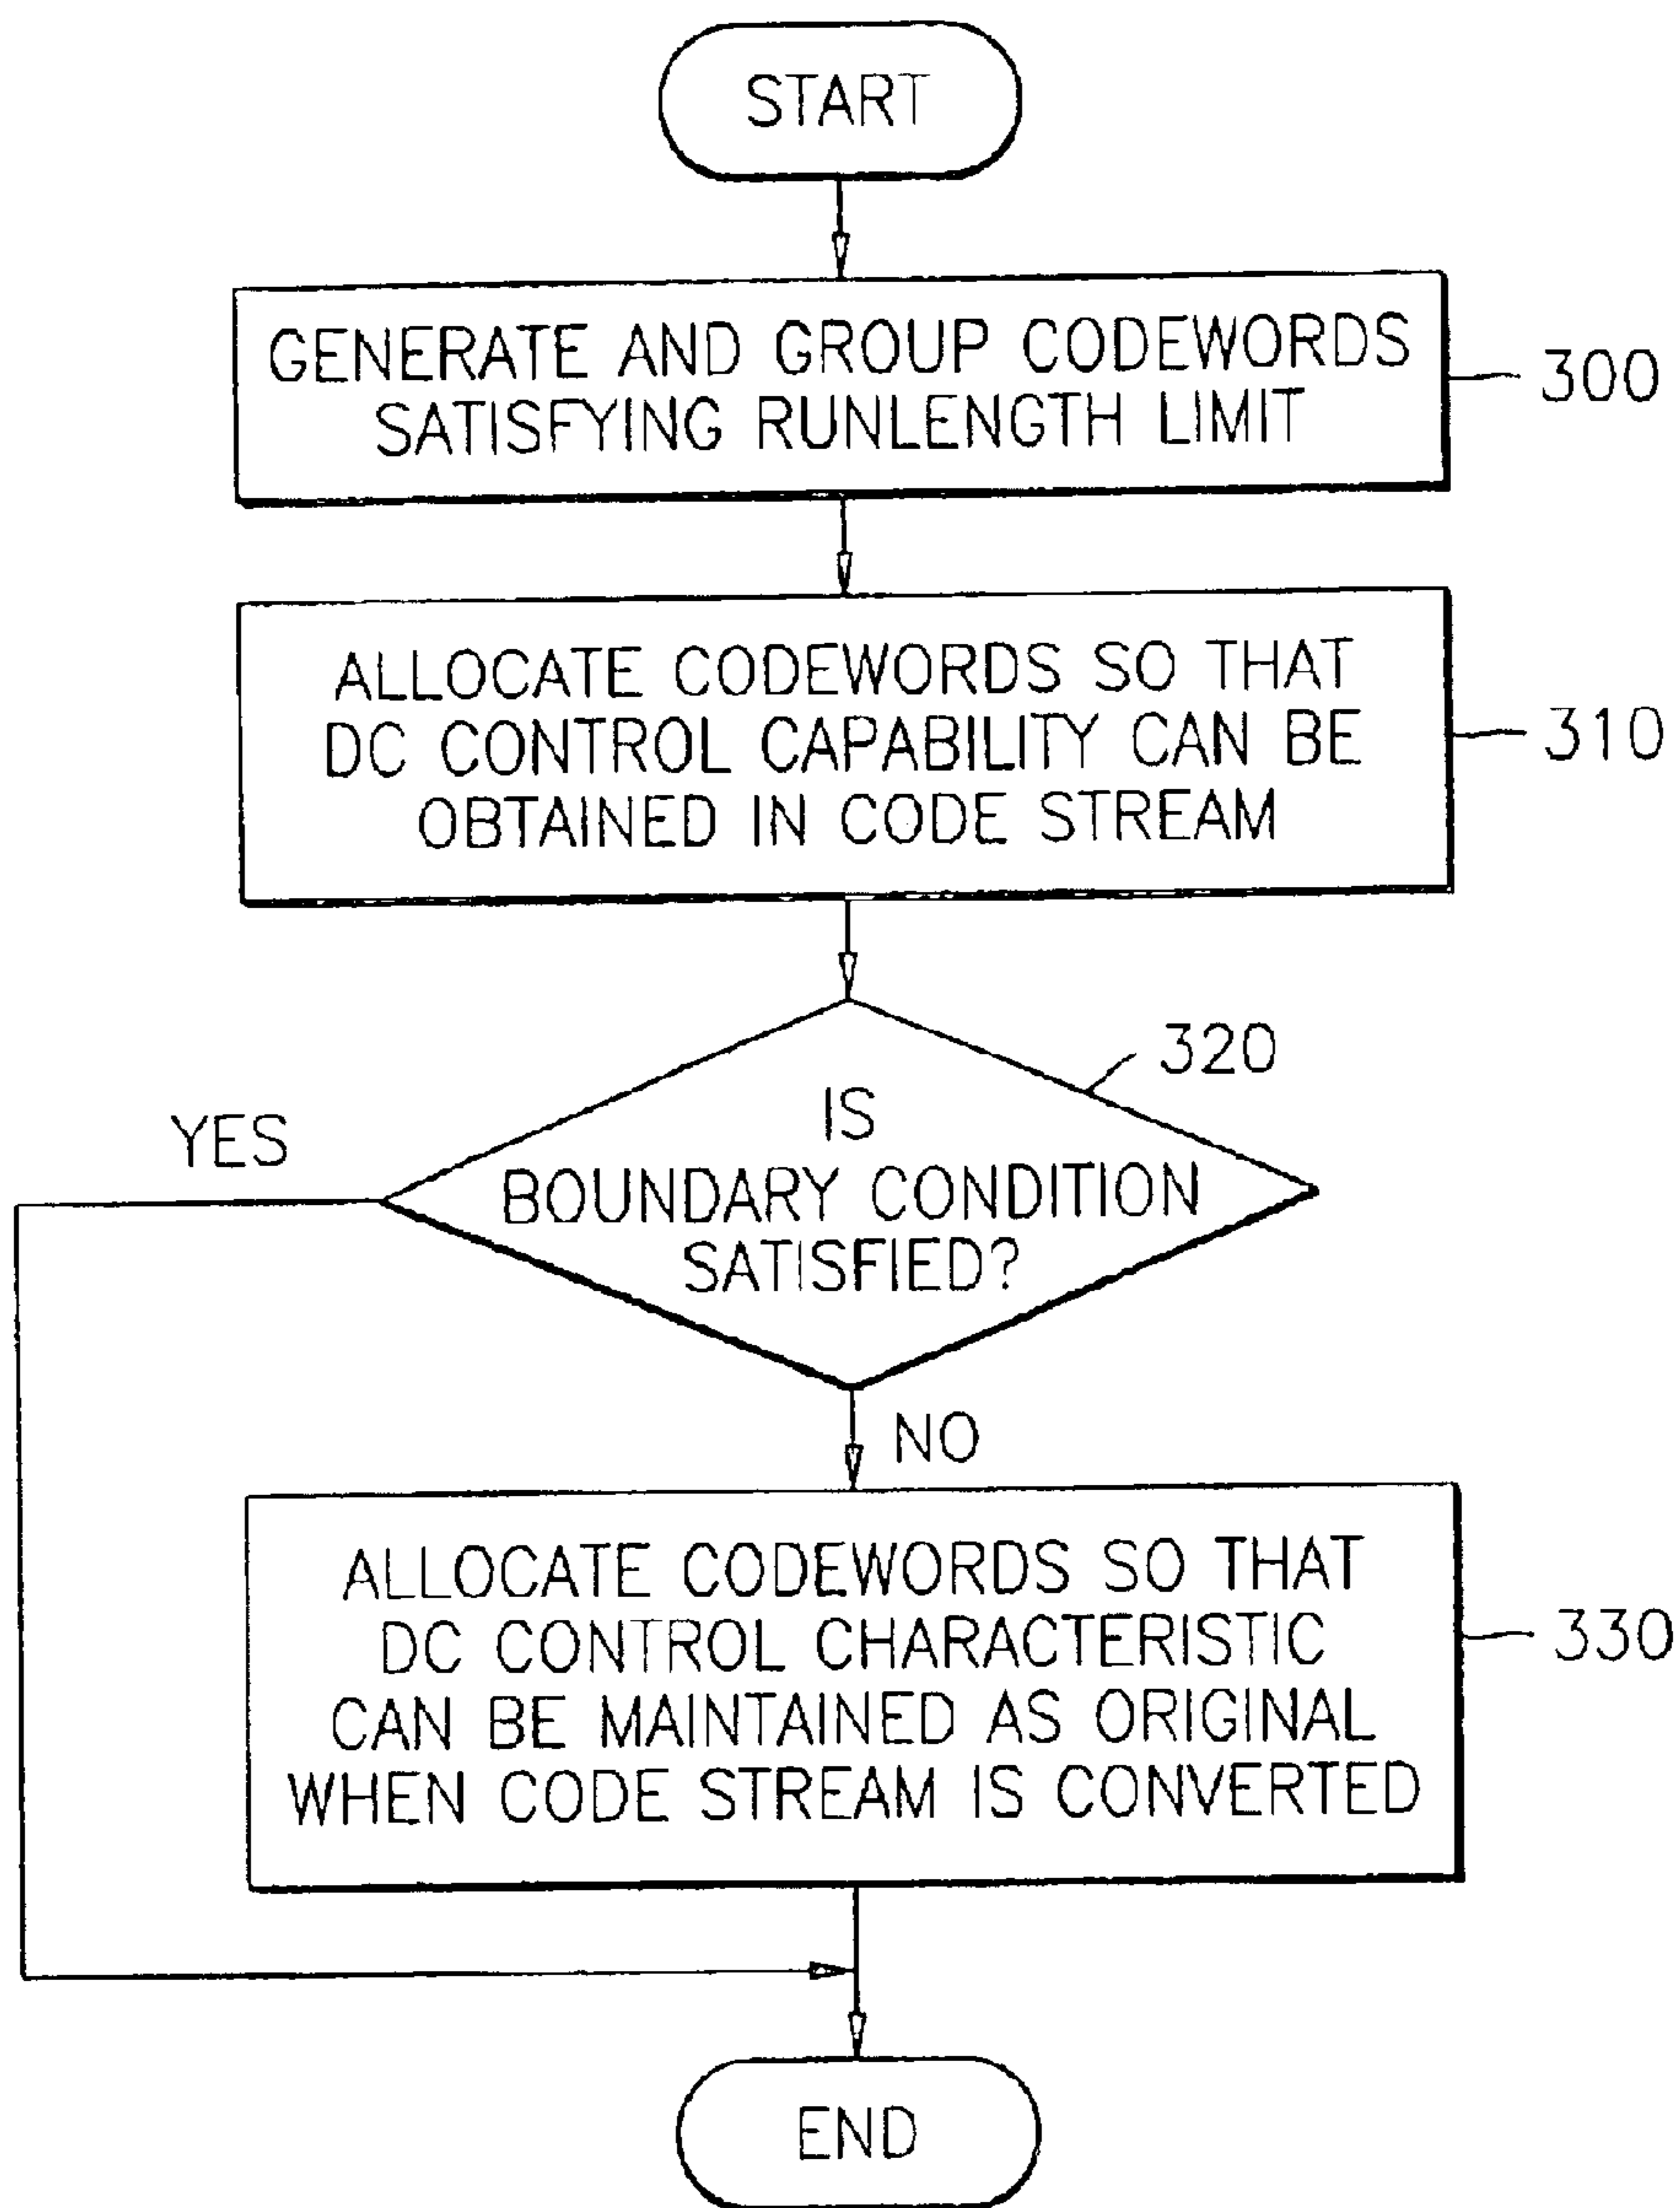 START
GENERATE AND GROUP CODEWORDS
SATISFYING RUNLENGTH LIMIT
300
ALLOCATE CODEWORDS SO THAT
DC CONTROL CAPABILITY CAN BE
OBTAINED IN CODE STREAM
310
320
IS
BOUNDARY CONDITION
SATISFIED?
YES
NO
ALLOCATE CODEWORDS SO THAT
DC CONTROL CHARACTERISTIC
CAN BE MAINTAINED AS ORIGINAL
WHEN CODE STREAM IS CONVERTED
330
END